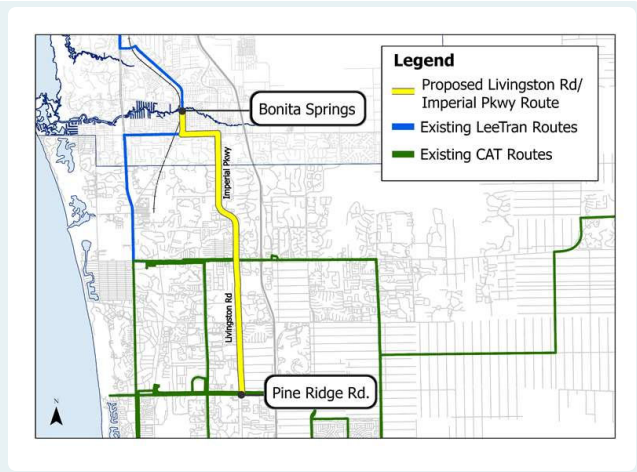 Legend
Proposed Livingston Rd/
Imperial Pkwy Route
Existing LeeTran Routes
Existing CAT Routes
Bonita Springs
Imperial Pkwy
Livingston Rd
Pine Ridge Rd.
N